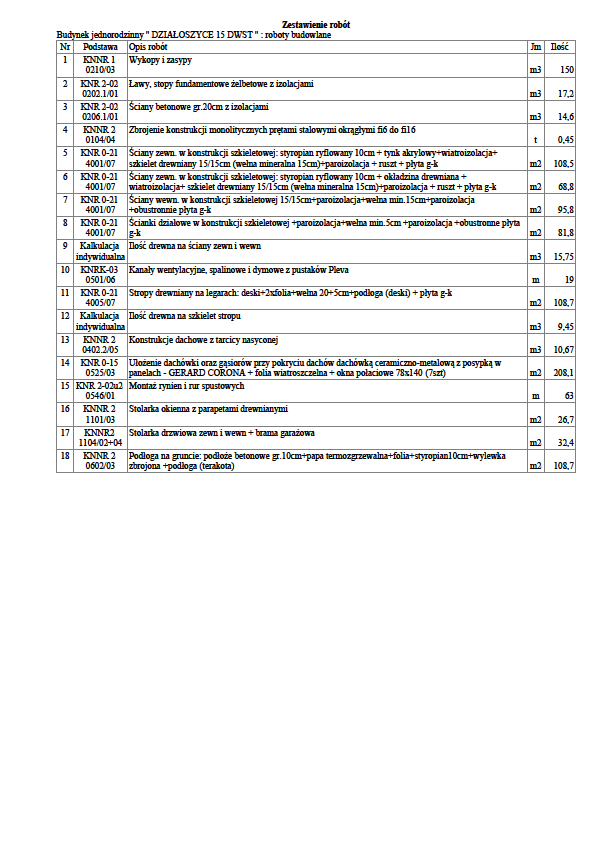 Zestawienie robót
Budynek jednorodzinny " DZIAŁOSZYCE 15 DWST " : roboty budowlane
Nr Podstawa Opis robót Jm Ilość
1 KNNR 1 Wykopy i zasypy
0210/03 m3 150
2 KNR 2-02 Ławy, stopy fundamentowe żelbetowe z izolacjami
0202.1/01 m3 17,2
3 KNR 2-02 Ściany betonowe gr.20cm z izolacjami
0206.1/01 m3 14,6
4 KNNR 2 Zbrojenie konstrukcji monolitycznych prętami stalowymi okrągłymi fi6 do fi16
0104/04 t 0,45
5 KNR 0-21 Ściany zewn. w konstrukcji szkieletowej: styropian ryflowany 10cm + tynk akrylowy+wiatroizolacja+
4001/07 szkielet drewniany 15/15cm (wełna mineralna 15cm)+paroizolacja + ruszt + płyta g-k m2 108,5
6 KNR 0-21 Ściany zewn. w konstrukcji szkieletowej: styropian ryflowany 10cm + okładzina drewniana +
4001/07 wiatroizolacja+ szkielet drewniany 15/15cm (wełna mineralna 15cm)+paroizolacja + ruszt + płyta g-k m2 68,8
7 KNR 0-21 Ściany wewn. w konstrukcji szkieletowej 15/15cm+paroizolacja+wełna min.15cm+paroizolacja
4001/07 +obustronnie płyta g-k m2 95,8
8 KNR 0-21 Ścianki działowe w konstrukcji szkieletowej +paroizolacja+wełna min.5cm +paroizolacja +obustronne płyta
4001/07 g-k m2 81,8
9 Kalkulacja Ilość drewna na ściany zewn i wewn
indywidualna m3 15,75
10 KNRK-03 Kanały wentylacyjne, spalinowe i dymowe z pustaków Pleva
0501/06 m 19
11 KNR 0-21 Stropy drewniany na legarach: deski+2xfolia+wełna 20+5cm+podłoga (deski) + płyta g-k
4005/07 m2 108,7
12 Kalkulacja Ilość drewna na szkielet stropu
indywidualna m3 9,45
13 KNNR 2 Konstrukcje dachowe z tarcicy nasyconej
0402.2/05 m3 10,67
14 KNR 0-15 Ułożenie dachówki oraz gąsiorów przy pokryciu dachów dachówką ceramiczno-metalową z posypką w
0525/03 panelach - GERARD CORONA + folia wiatroszczelna + okna połaciowe 78x140 (7szt) m2 208,1
15 KNR 2-02u2 Montaż rynien i rur spustowych
0546/01 m 63
16 KNNR 2 Stolarka okienna z parapetami drewnianymi
1101/03 m2 26,7
17 KNNR2 Stolarka drzwiowa zewn i wewn + brama garażowa
1104/02+04 m2 32,4
18 KNNR 2 Podłoga na gruncie: podłoże betonowe gr.10cm+papa termozgrzewalna+folia+styropian10cm+wylewka
0602/03 zbrojona +podłoga (terakota) m2 108,7